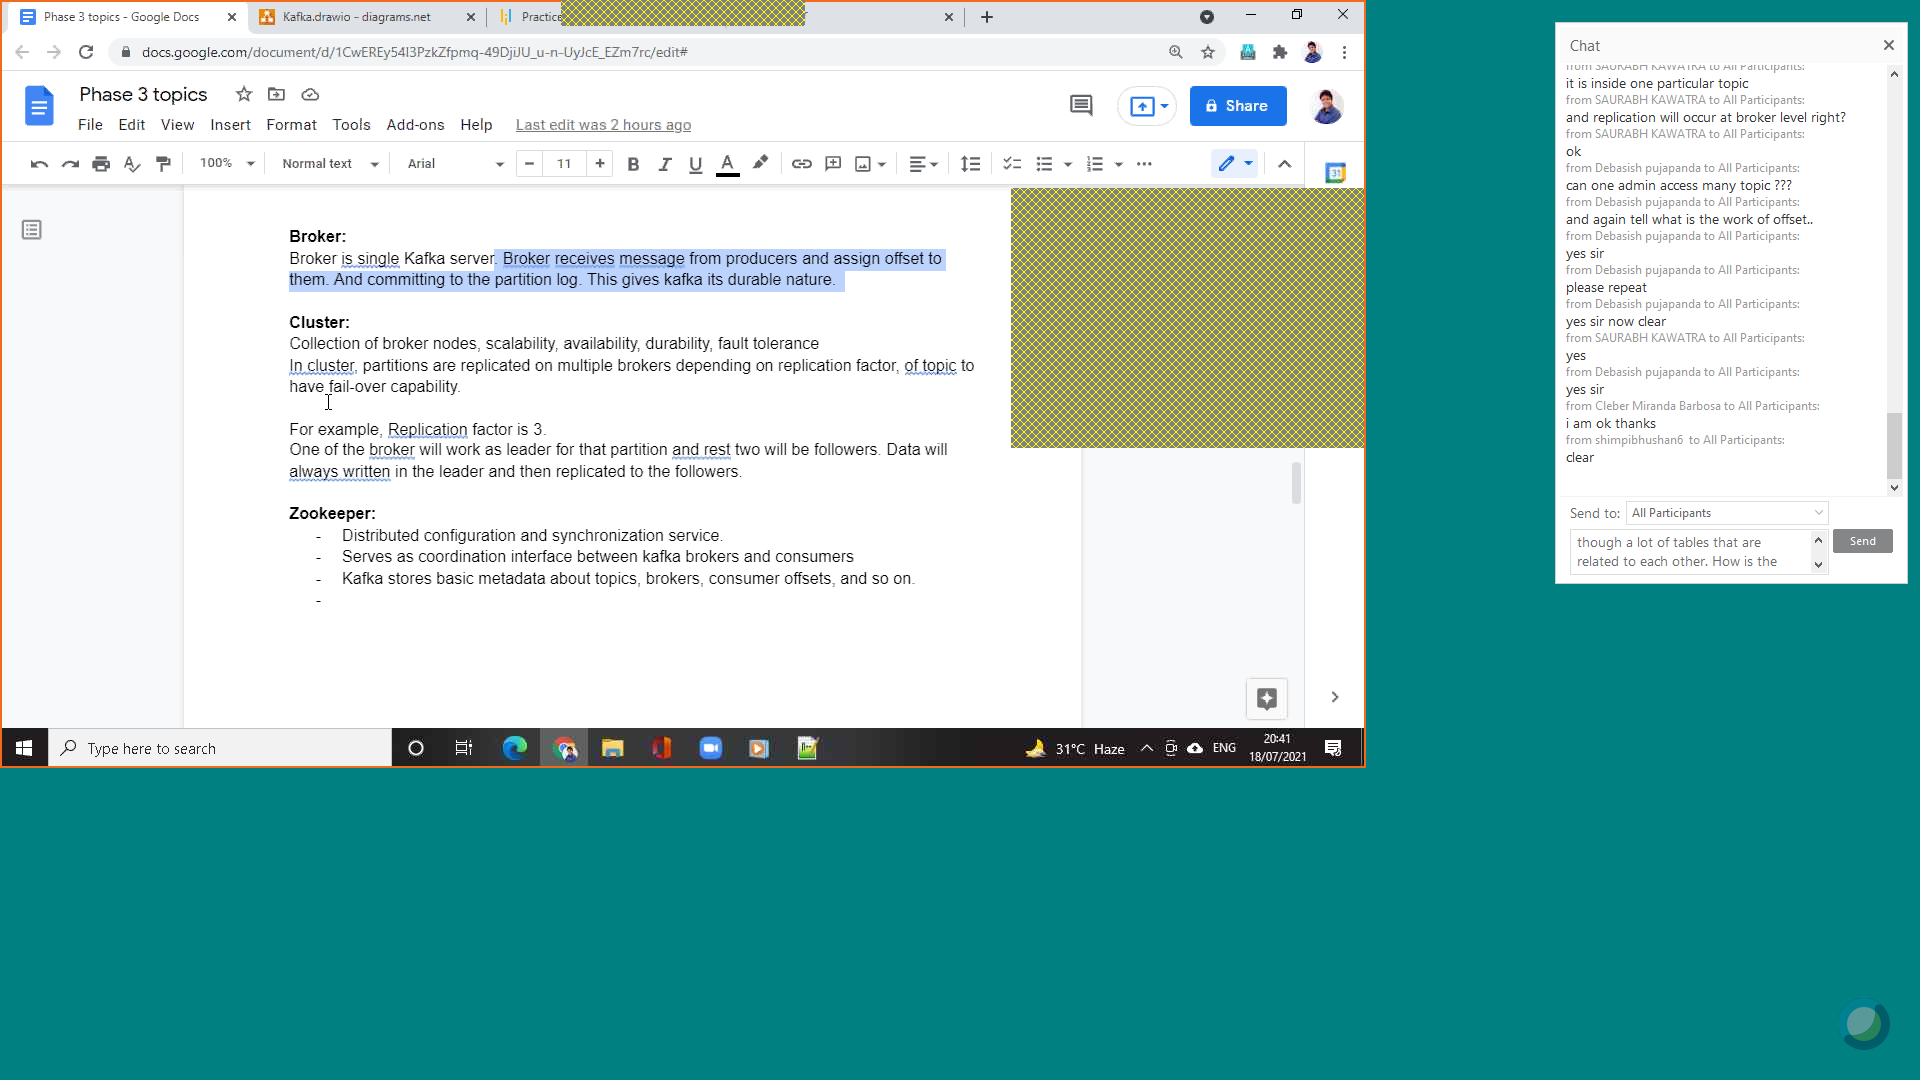 Phase 3 topics - Google Docs
Kafka.drawio - diagrams.net
Practice
docs.google.com/document/d/1CwEREy54I3PzkZfpmq-49DjiJU_u-n-UyJcE_EZm7rc/edit#
Phase 3 topics
Share
File Edit View Insert Format Tools Add-ons Help Last edit was 2 hours ago
100% Normal text Arial 11 B I U A
31
Broker:
Broker is single Kafka server. Broker receives message from producers and assign offset to
them. And committing to the partition log. This gives kafka its durable nature.
Cluster:
Collection of broker nodes, scalability, availability, durability, fault tolerance
In cluster, partitions are replicated on multiple brokers depending on replication factor, of topic to
have fail-over capability.
For example, Replication factor is 3.
One of the broker will work as leader for that partition and rest two will be followers. Data will
always written in the leader and then replicated to the followers.
Zookeeper:
- Distributed configuration and synchronization service.
- Serves as coordination interface between kafka brokers and consumers
- Kafka stores basic metadata about topics, brokers, consumer offsets, and so on.
-
Type here to search
31°C Haze
ENG
20:41
18/07/2021
Chat
from SAURABH KAWATRA to All Participants:
it is inside one particular topic
from SAURABH KAWATRA to All Participants:
and replication will occur at broker level right?
from SAURABH KAWATRA to All Participants:
ok
from Debasish pujapanda to All Participants:
can one admin access many topic ???
from Debasish pujapanda to All Participants:
and again tell what is the work of offset..
from Debasish pujapanda to All Participants:
yes sir
from Debasish pujapanda to All Participants:
please repeat
from Debasish pujapanda to All Participants:
yes sir now clear
from SAURABH KAWATRA to All Participants:
yes
from Debasish pujapanda to All Participants:
yes sir
from Cleber Miranda Barbosa to All Participants:
i am ok thanks
from shimpibhushan6 to All Participants:
clear
Send to: All Participants
though a lot of tables that are
related to each other. How is the
Send